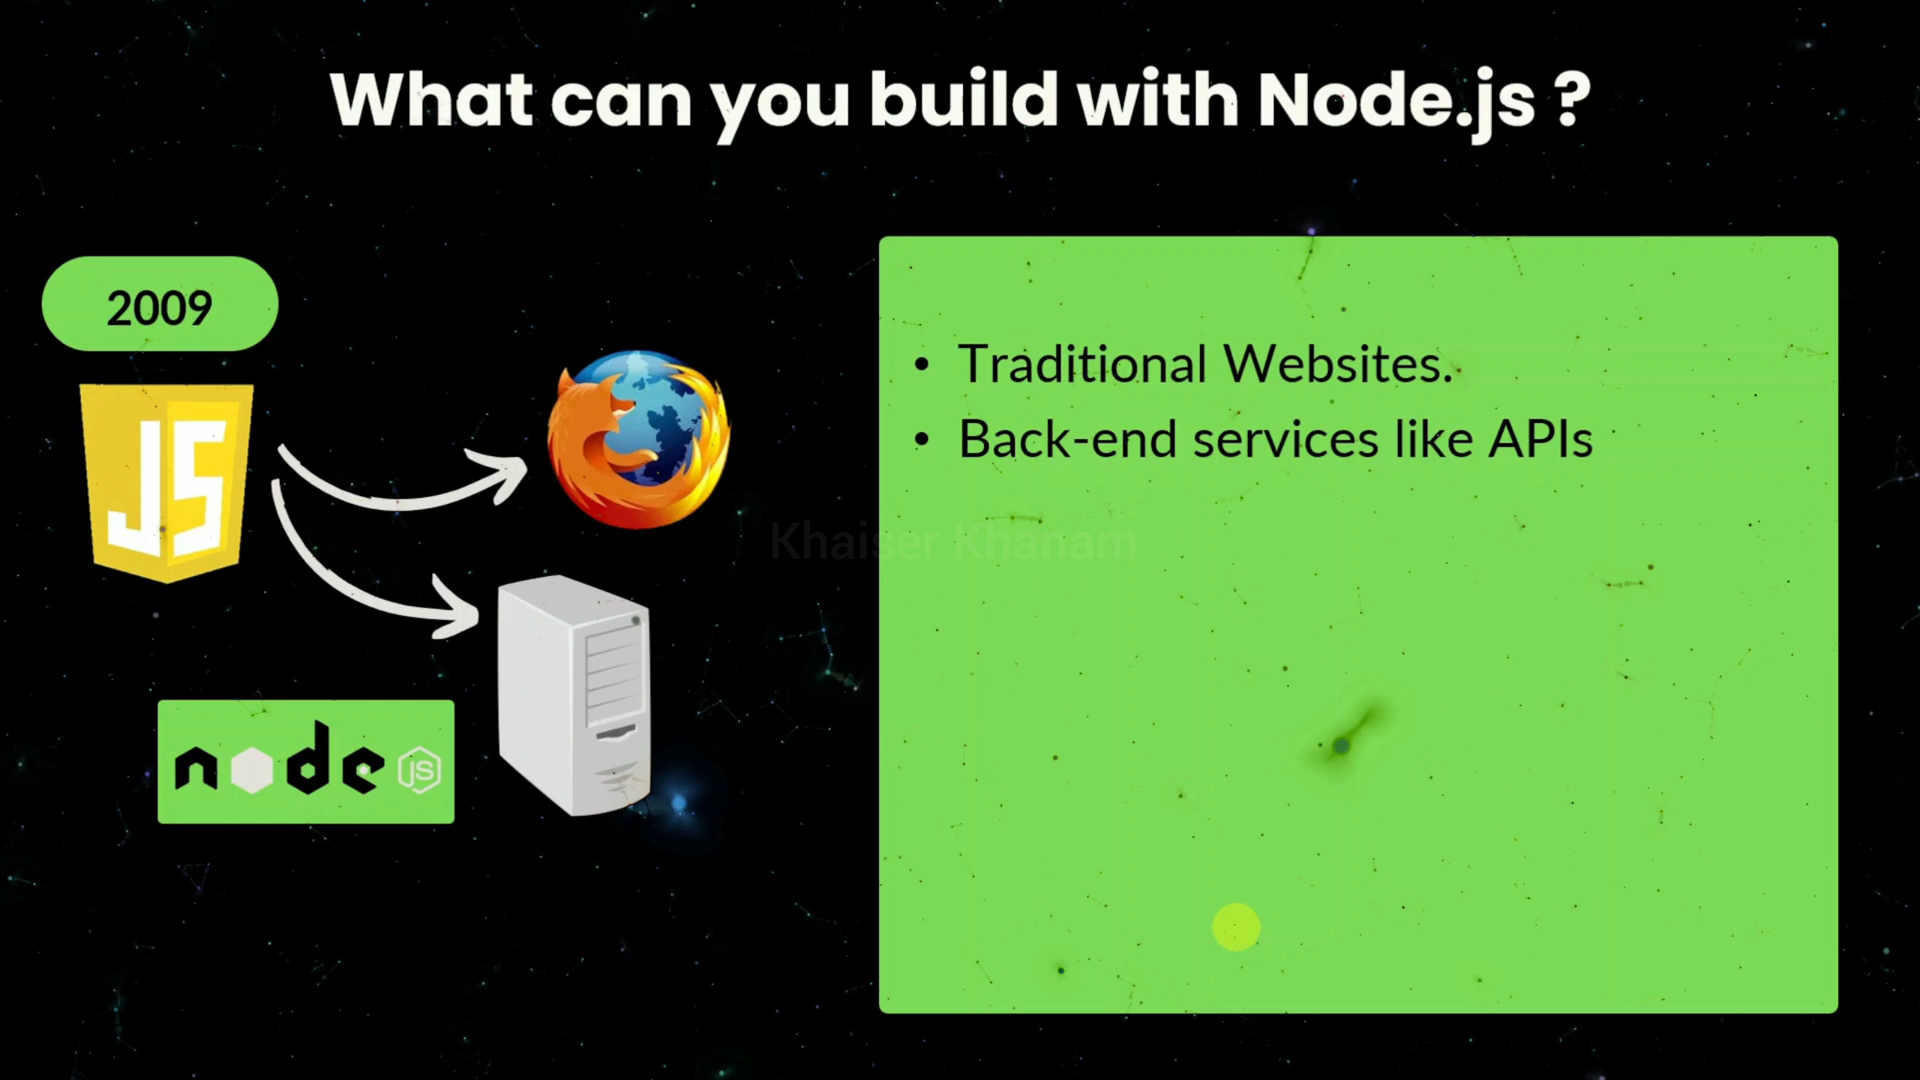 What can you build with Node.js ?
2009
JS
node
JS
• Traditional Websites.
• Back-end services like APIs
Khaiser Khanam